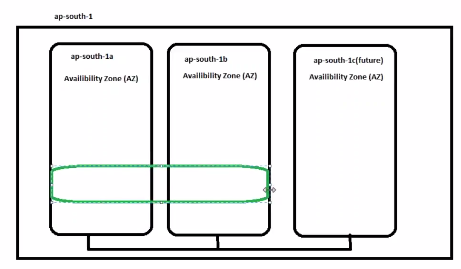 ap-south-1
ap-south-1a
Availibility Zone (AZ)
ap-south-1b
Availibility Zone (AZ)
ap-south-1c(future)
Availibility Zone (AZ)